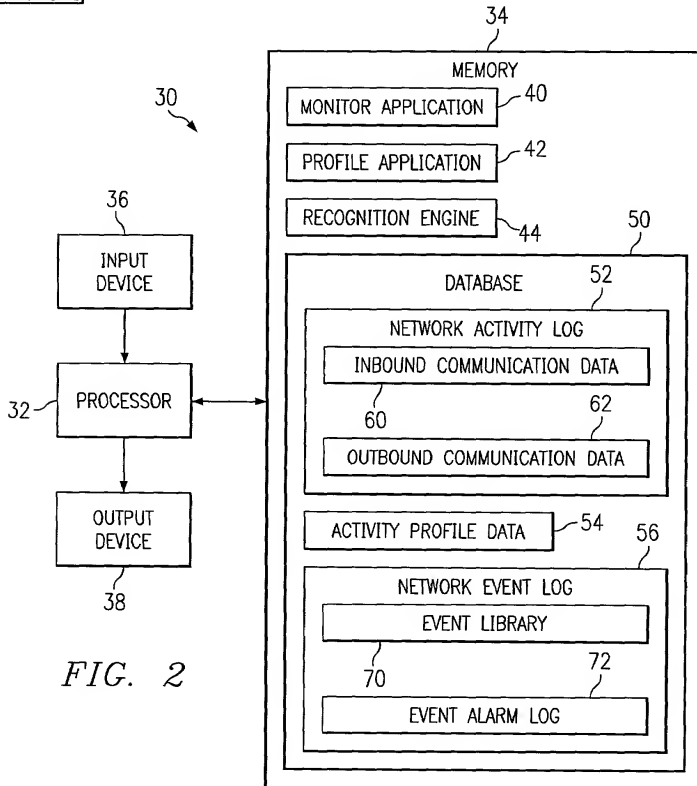 34
MEMORY
30
MONITOR APPLICATION
40
PROFILE APPLICATION
42
36
RECOGNITION ENGINE
44
50
INPUT
DEVICE
DATABASE
52
NETWORK ACTIVITY LOG
INBOUND COMMUNICATION DATA
32
PROCESSOR
60
62
OUTBOUND COMMUNICATION DATA
OUTPUT
DEVICE
ACTIVITY PROFILE DATA
54
56
38
NETWORK EVENT LOG
EVENT LIBRARY
FIG. 2
70
72
EVENT ALARM LOG